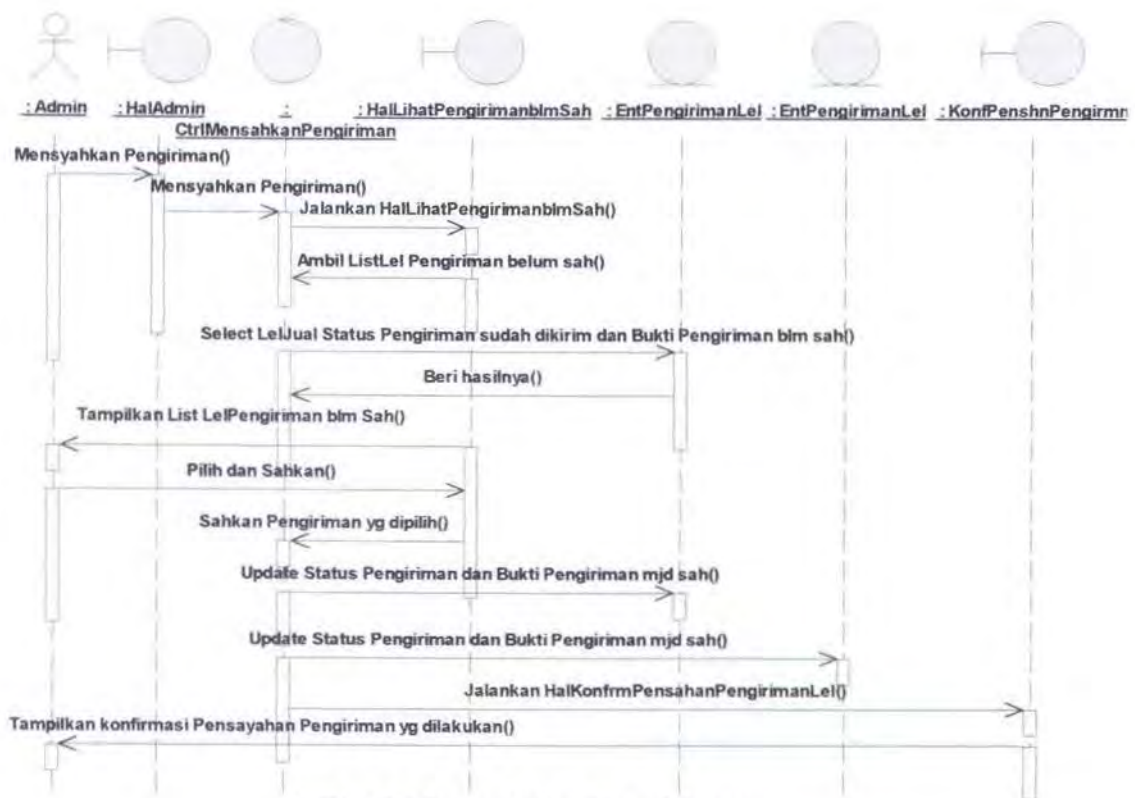 : Admin
: HalAdmin
:
CtrlMensahkanPengiriman
: HalLihatPengirimanblmSah
: EntPengirimanLel
: EntPengirimanLel
: KonfPenshnPengirmn
Mensyahkan Pengiriman()
Mensyahkan Pengiriman()
Jalankan HalLihatPengirimanblmSah()
Ambil ListLel Pengiriman belum sah()
Select LelJual Status Pengiriman sudah dikirim dan Bukti Pengiriman blm sah()
Beri hasilnya()
Tampilkan List LelPengiriman blm Sah()
Pilih dan Sahkan()
Sahkan Pengiriman yg dipilih()
Update Status Pengiriman dan Bukti Pengiriman mjd sah()
Update Status Pengiriman dan Bukti Pengiriman mjd sah()
Jalankan HalKonfrmPensahanPengirimanLel()
Tampilkan konfirmasi Pensayahan Pengiriman yg dilakukan()